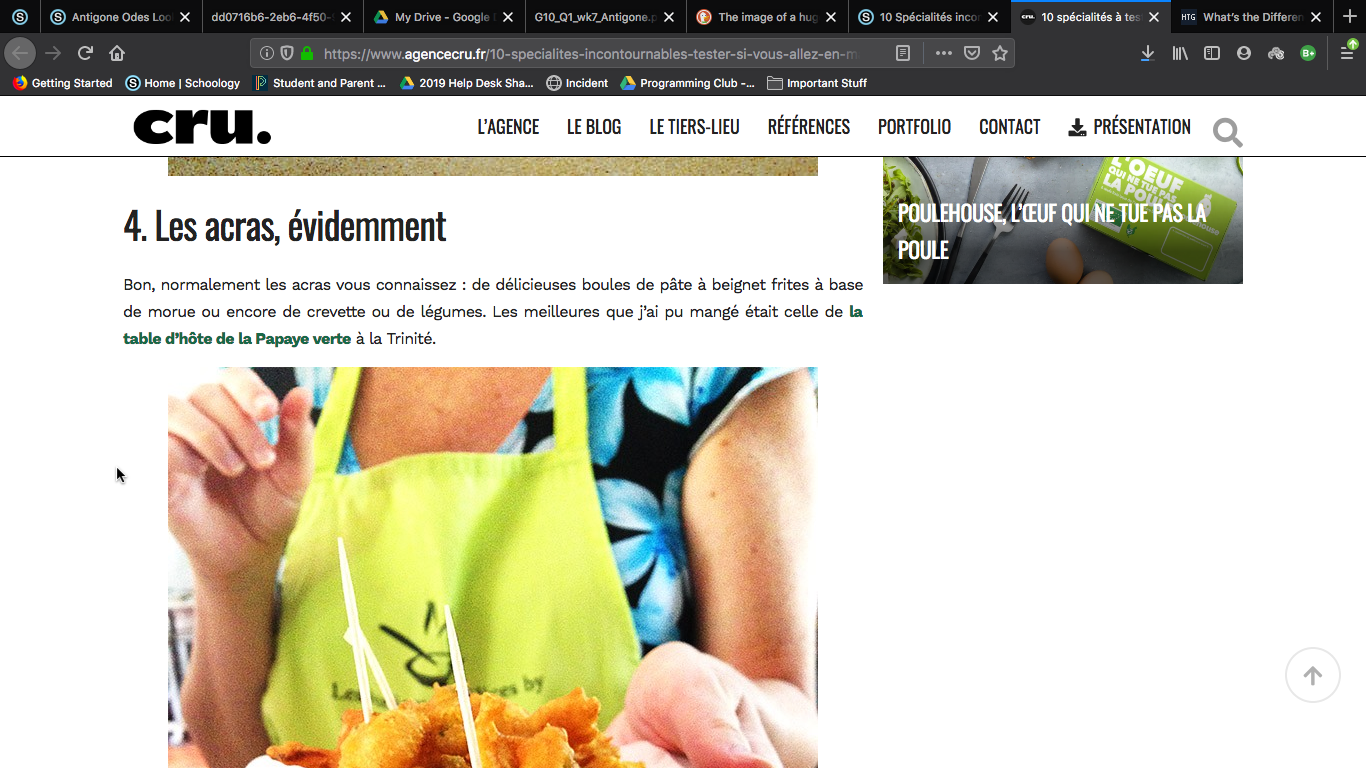 Antigone Odes Loo
dd0716b6-2eb6-4f50-
My Drive - Google
G10_Q1_wk7_Antigone.p
The image of a hug
10 Spécialités incor
cru.
10 spécialités à tes
HTG
What's the Differen
https://www.agencecru.fr/10-specialites-incontournables-tester-si-vous-allez-en-m
Getting Started
Home | Schoology
Student and Parent ...
2019 Help Desk Sha...
Incident
Programming Club -...
Important Stuff
cru.
L'AGENCE
LE BLOG
LE TIERS-LIEU
RÉFÉRENCES
PORTFOLIO
CONTACT
PRÉSENTATION
L'OEUF
QUI NE TUE PAS
LA POULE
POULEHOUSE, L'ŒUF QUI NE TUE PAS LA
POULE
4. Les acras, évidemment
Bon, normalement les acras vous connaissez : de délicieuses boules de pâte à beignet frites à base
de morue ou encore de crevette ou de légumes. Les meilleures que j'ai pu mangé était celle de la
table d'hôte de la Papaye verte à la Trinité.
by